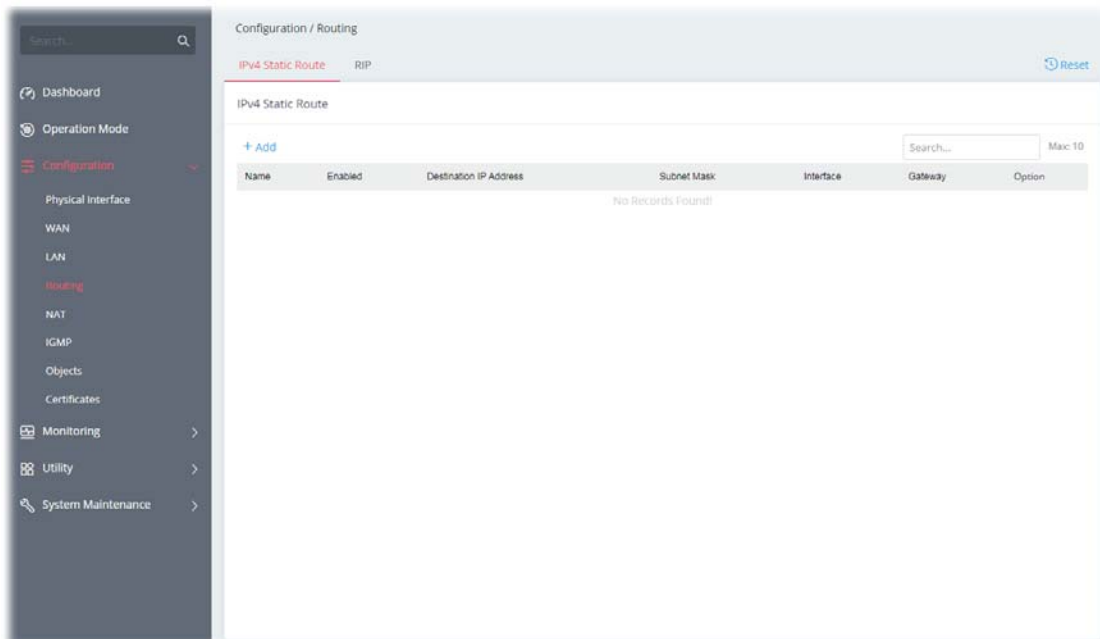 Search...
Dashboard
Operation Mode
Configuration
Physical Interface
WAN
LAN
Routing
NAT
IGMP
Objects
Certificates
Monitoring
Utility
System Maintenance
Configuration / Routing
IPv4 Static Route RIP Reset
IPv4 Static Route
+ Add Search... Max: 10
Name Enabled Destination IP Address Subnet Mask Interface Gateway Option
No Records Found!